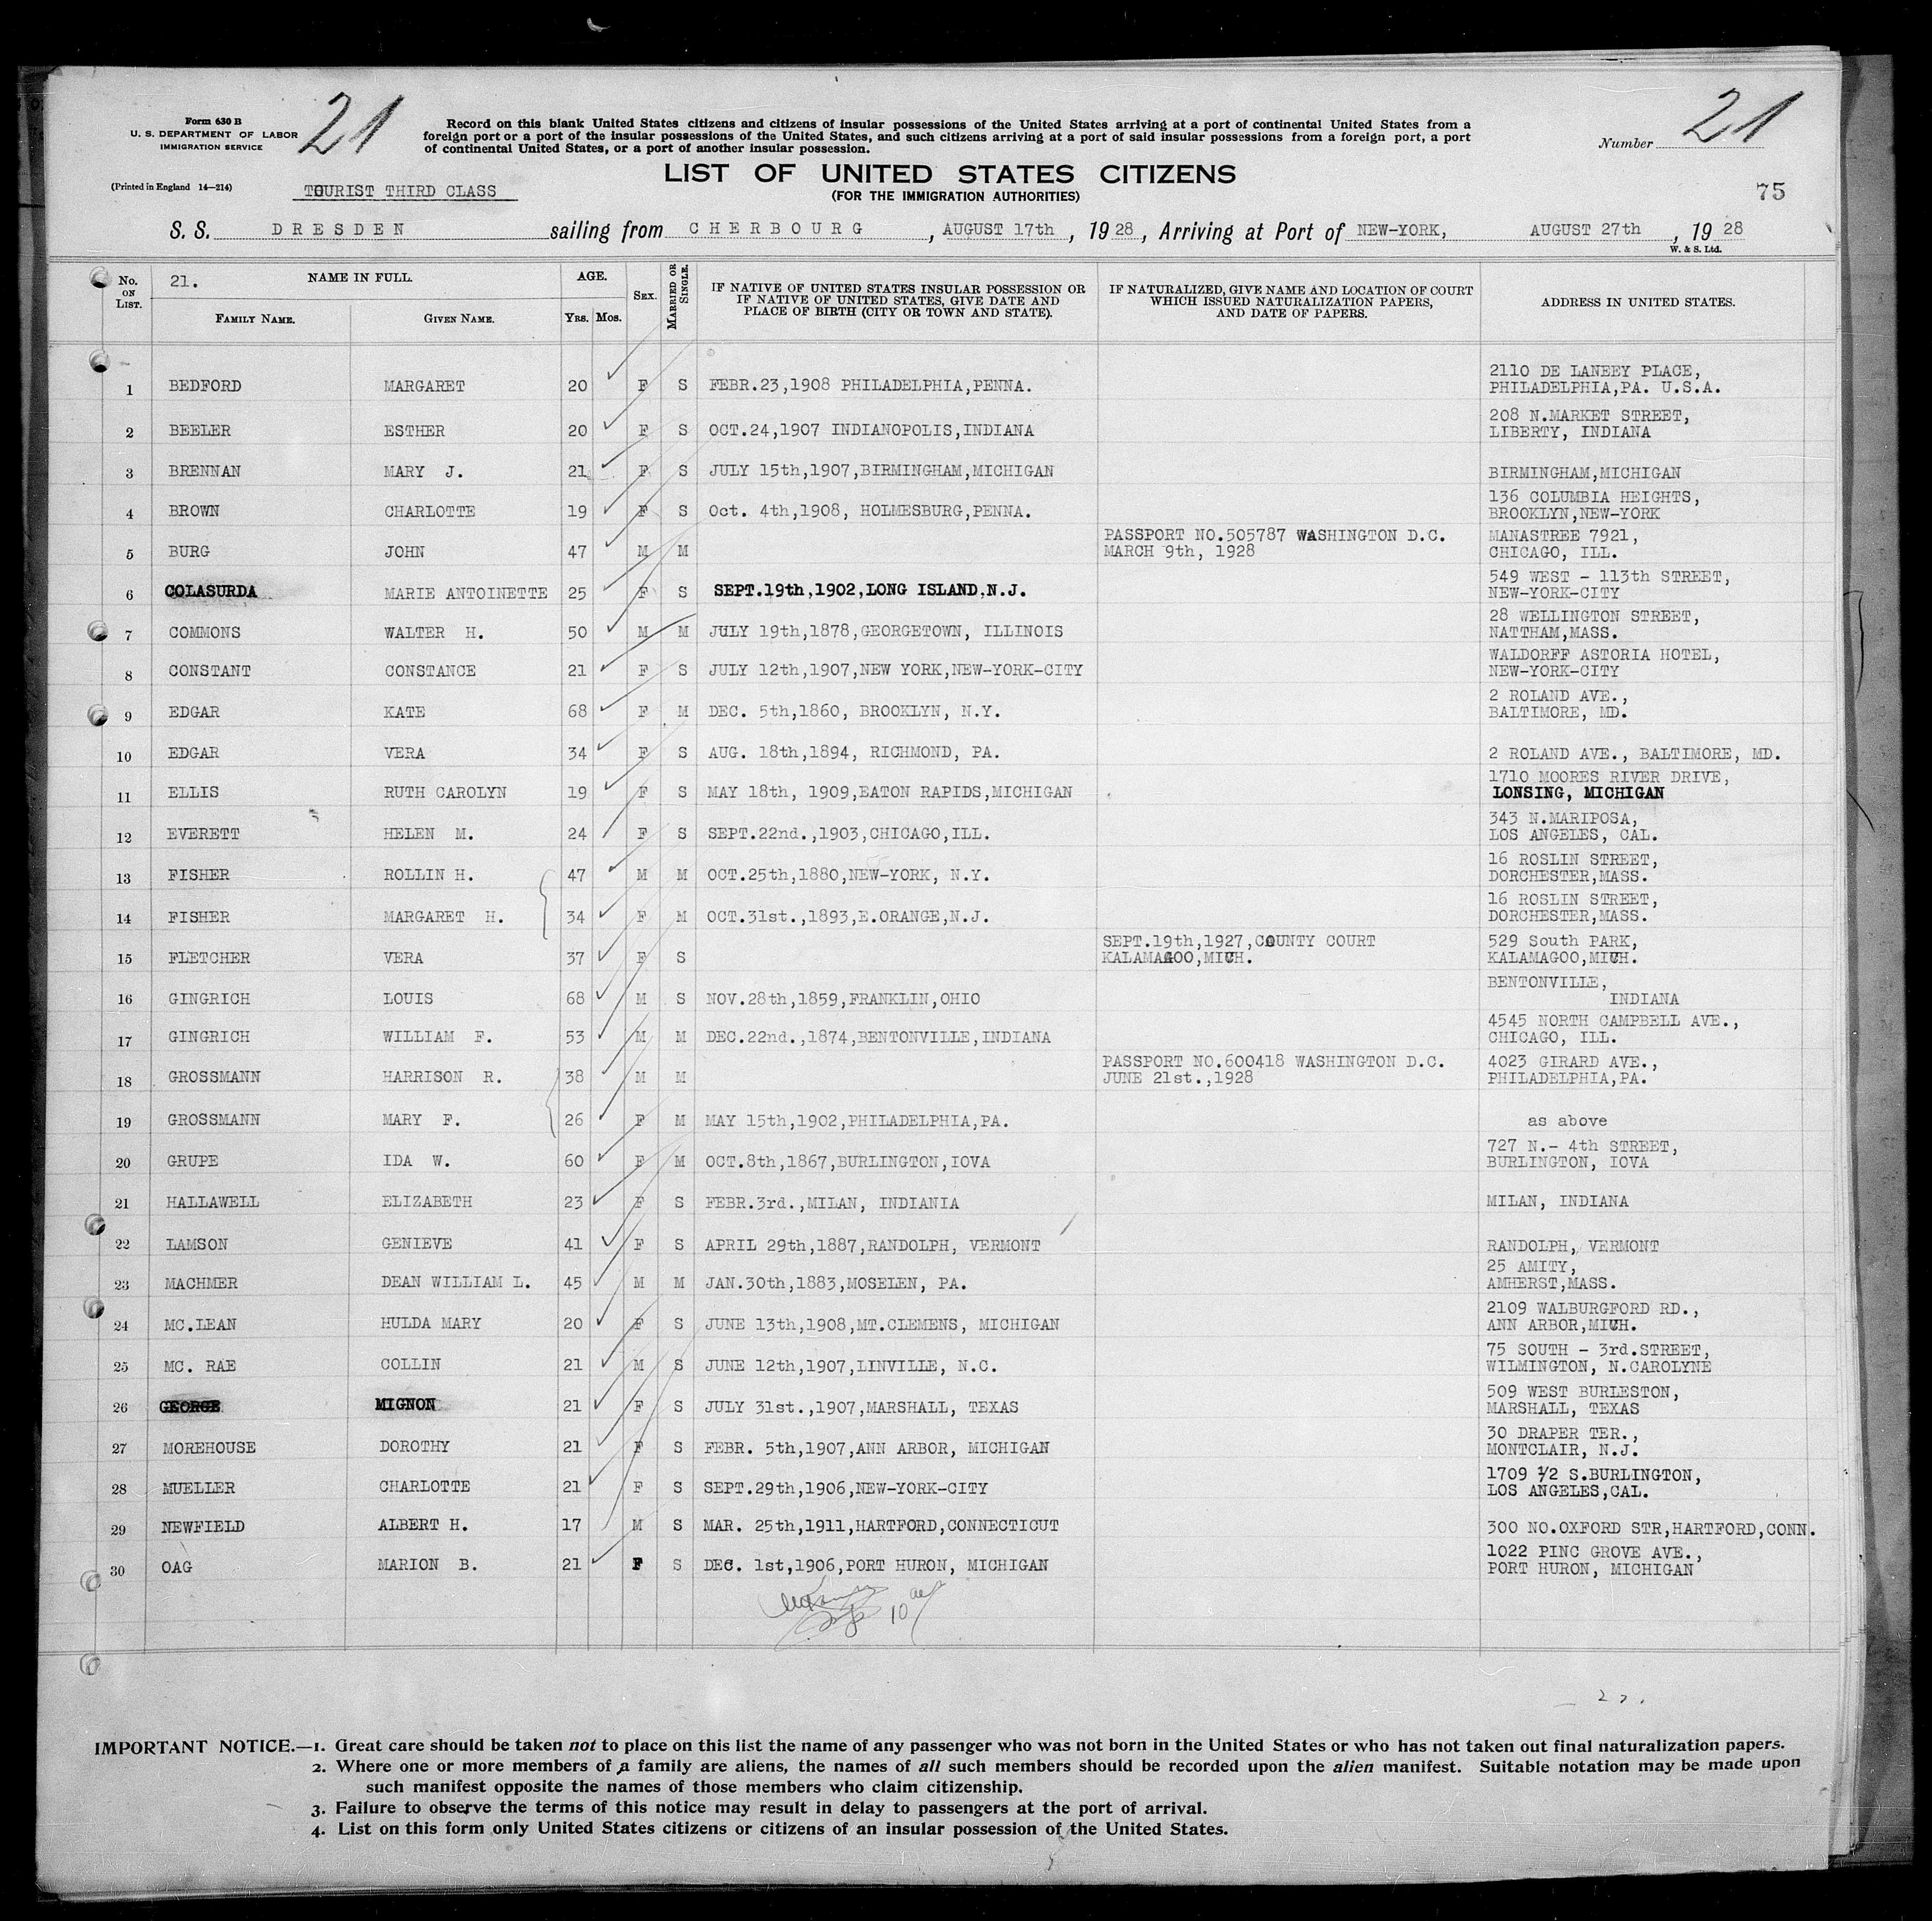 Form 630 B
U. S. DEPARTMENT OF LABOR
IMMIGRATION SERVICE
21
Record on this blank United States citizens and citizens of insular possessions of the United States arriving at a port of continental United States from a
foreign port or a port of the insular possessions of the United States, and such citizens arriving at a port of said insular possessions from a foreign port, a port
of continental United States, or a port of another insular possession.
Number 21
LIST OF UNITED STATES CITIZENS
(FOR THE IMMIGRATION AUTHORITIES)
(Printed in England 14—214)
TOURIST THIRD CLASS
75
S. S. DRESDEN sailing from CHERBOURG, AUGUST 17th, 1928, Arriving at Port of NEW-YORK, AUGUST 27th, 1928
W. & S. Ltd.
No. ON LIST. 21. NAME IN FULL. FAMILY NAME. GIVEN NAME. AGE. YRS. MOS. SEX. MARRIED OR SINGLE. IF NATIVE OF UNITED STATES INSULAR POSSESSION OR IF NATIVE OF UNITED STATES, GIVE DATE AND PLACE OF BIRTH (CITY OR TOWN AND STATE). IF NATURALIZED, GIVE NAME AND LOCATION OF COURT WHICH ISSUED NATURALIZATION PAPERS, AND DATE OF PAPERS. ADDRESS IN UNITED STATES.
1 BEDFORD MARGARET 20 F S FEBR.23,1908 PHILADELPHIA,PENNA. 2110 DE LANEEY PLACE, PHILADELPHIA,PA. U.S.A.
2 BEELER ESTHER 20 F S OCT.24,1907 INDIANOPOLIS,INDIANA 208 N.MARKET STREET, LIBERTY, INDIANA
3 BRENNAN MARY J. 21 F S JULY 15th,1907,BIRMINGHAM,MICHIGAN BIRMINGHAM,MICHIGAN
4 BROWN CHARLOTTE 19 F S Oct. 4th,1908, HOLMESBURG,PENNA. 136 COLUMBIA HEIGHTS, BROOKLYN,NEW-YORK
5 BURG JOHN 47 M M PASSPORT NO.505787 WASHINGTON D.C. MARCH 9th, 1928 MANASTREE 7921, CHICAGO, ILL.
6 COLASURDA MARIE ANTOINETTE 25 F S SEPT.19th,1902,LONG ISLAND,N.J. 549 WEST - 113th STREET, NEW-YORK-CITY
7 COMMONS WALTER H. 50 M M JULY 19th,1878,GEORGETOWN, ILLINOIS 28 WELLINGTON STREET, NATTHAM,MASS.
8 CONSTANT CONSTANCE 21 F S JULY 12th,1907,NEW YORK,NEW-YORK-CITY WALDORFF ASTORIA HOTEL, NEW-YORK-CITY
9 EDGAR KATE 68 F M DEC. 5th,1860, BROOKLYN, N.Y. 2 ROLAND AVE., BALTIMORE, MD.
10 EDGAR VERA 34 F S AUG. 18th,1894, RICHMOND, PA. 2 ROLAND AVE., BALTIMORE, MD.
11 ELLIS RUTH CAROLYN 19 F S MAY 18th, 1909,EATON RAPIDS,MICHIGAN 1710 MOORES RIVER DRIVE, LONSING, MICHIGAN
12 EVERETT HELEN M. 24 F S SEPT.22nd.,1903,CHICAGO,ILL. 343 N.MARIPOSA, LOS ANGELES, CAL.
13 FISHER ROLLIN H. 47 M M OCT.25th,1880,NEW-YORK, N.Y. 16 ROSLIN STREET, DORCHESTER,MASS.
14 FISHER MARGARET H. 34 F M OCT.31st.,1893,E.ORANGE,N.J. 16 ROSLIN STREET, DORCHESTER,MASS.
15 FLETCHER VERA 37 F S SEPT.19th,1927,COUNTY COURT KALAMAGOO,MICH. 529 South PARK, KALAMAGOO,MICH.
16 GINGRICH LOUIS 68 M S NOV.28th,1859,FRANKLIN,OHIO BENTONVILLE, INDIANA
17 GINGRICH WILLIAM F. 53 M M DEC.22nd.,1874,BENTONVILLE,INDIANA 4545 NORTH CAMPBELL AVE., CHICAGO, ILL.
18 GROSSMANN HARRISON R. 38 M M PASSPORT NO.600418 WASHINGTON D.C. JUNE 21st.,1928 4023 GIRARD AVE., PHILADELPHIA,PA.
19 GROSSMANN MARY F. 26 F M MAY 15th,1902,PHILADELPHIA,PA. as above
20 GRUPE IDA W. 60 F M OCT.8th,1867,BURLINGTON,IOVA 727 N.- 4th STREET, BURLINGTON, IOVA
21 HALLAWELL ELIZABETH 23 F S FEBR.3rd.,MILAN, INDIANIA MILAN, INDIANA
22 LAMSON GENIEVE 41 F S APRIL 29th,1887,RANDOLPH, VERMONT RANDOLPH, VERMONT
23 MACHMER DEAN WILLIAM L. 45 M M JAN.30th,1883,MOSELEN, PA. 25 AMITY, AMHERST,MASS.
24 MC.LEAN HULDA MARY 20 F S JUNE 13th,1908,MT.CLEMENS, MICHIGAN 2109 WALBURGFORD RD., ANN ARBOR,MICH.
25 MC. RAE COLLIN 21 M S JUNE 12th,1907,LINVILLE, N.C. 75 SOUTH - 3rd.STREET, WILMINGTON, N.CAROLYNE
26 GEORGE MIGNON 21 F S JULY 31st.,1907,MARSHALL, TEXAS 509 WEST BURLESTON, MARSHALL, TEXAS
27 MOREHOUSE DOROTHY 21 F S FEBR. 5th,1907,ANN ARBOR, MICHIGAN 30 DRAPER TER., MONTCLAIR, N.J.
28 MUELLER CHARLOTTE 21 F S SEPT.29th,1906,NEW-YORK-CITY 1709 1/2 S.BURLINGTON, LOS ANGELES,CAL.
29 NEWFIELD ALBERT H. 17 M S MAR. 25th,1911,HARTFORD,CONNECTICUT 300 NO.OXFORD STR,HARTFORD,CONN.
30 OAG MARION B. 21 F S DEC. 1st,1906,PORT HURON, MICHIGAN 1022 PINC GROVE AVE., PORT HURON, MICHIGAN
IMPORTANT NOTICE.—1. Great care should be taken not to place on this list the name of any passenger who was not born in the United States or who has not taken out final naturalization papers.
2. Where one or more members of a family are aliens, the names of all such members should be recorded upon the alien manifest. Suitable notation may be made upon
such manifest opposite the names of those members who claim citizenship.
3. Failure to observe the terms of this notice may result in delay to passengers at the port of arrival.
4. List on this form only United States citizens or citizens of an insular possession of the United States.